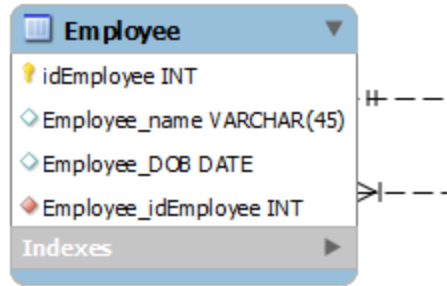 Employee
idEmployee INT
Employee_name VARCHAR(45)
Employee_DOB DATE
Employee_idEmployee INT
Indexes